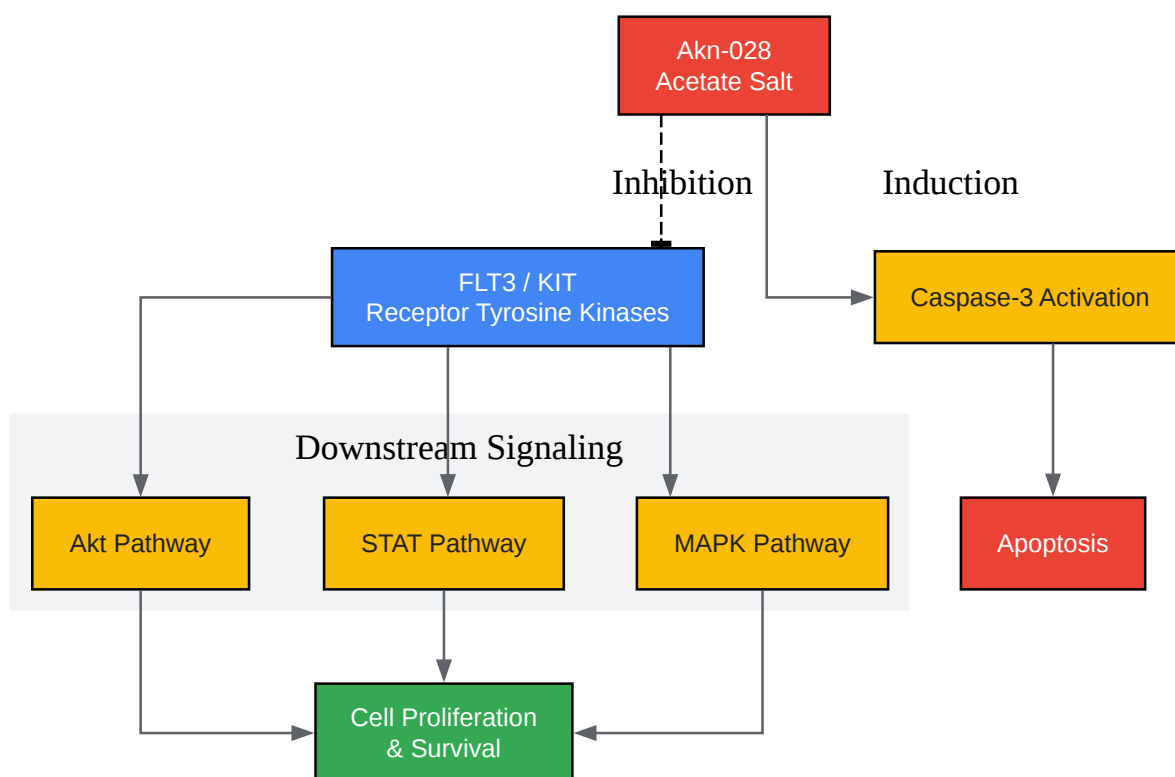 Akn-028
Acetate Salt
Inhibition
Induction
FLT3 / KIT
Receptor Tyrosine Kinases
Caspase-3 Activation
Downstream Signaling
Akt Pathway
STAT Pathway
MAPK Pathway
Apoptosis
Cell Proliferation
& Survival